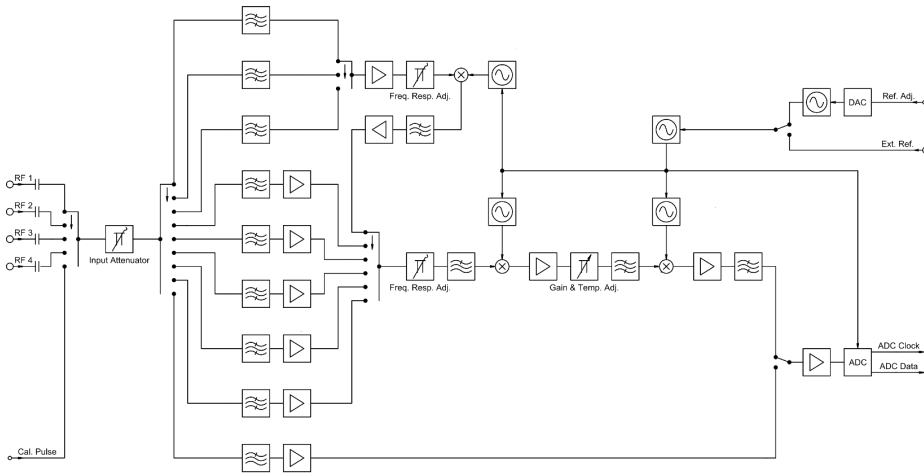 Freq. Resp. Adj.
DAC
Ref. Adj.
Ext. Ref.
RF 1
RF 2
RF 3
RF 4
Input Attenuator
Freq. Resp. Adj.
Gain & Temp. Adj.
ADC
ADC Clock
ADC Data
Cal. Pulse